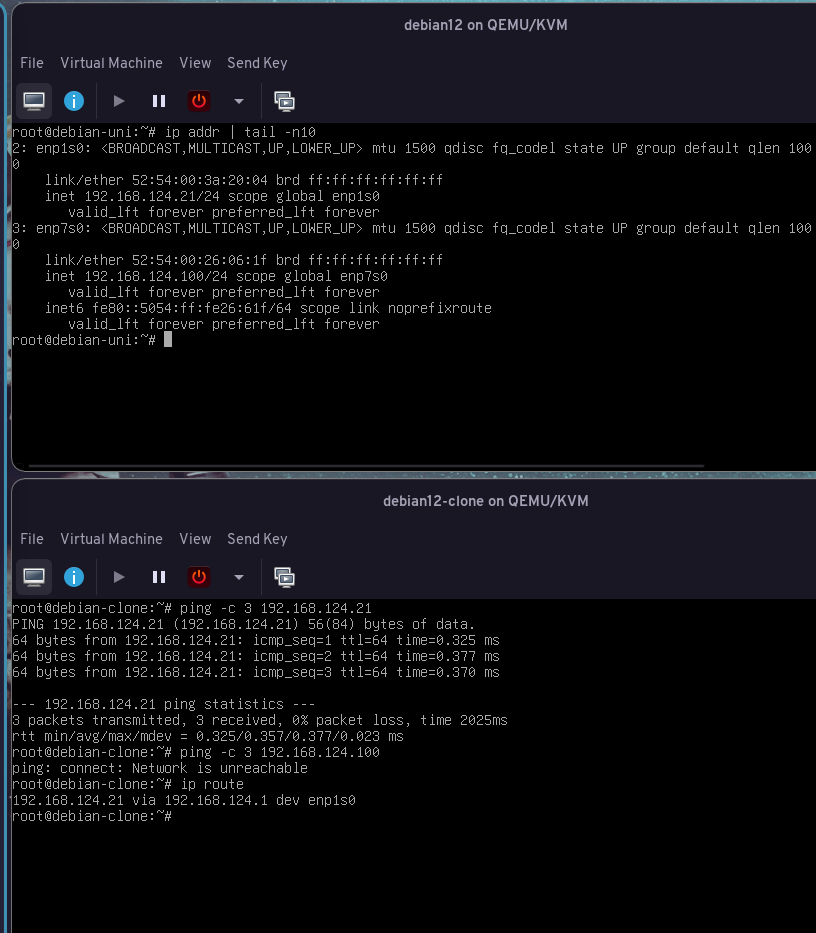 debian12 on QEMU/KVM
File Virtual Machine View Send Key
root@debian-uni:~# ip addr | tail -n10
2: enp1s0: <BROADCAST,MULTICAST,UP,LOWER_UP> mtu 1500 qdisc fq_codel state UP group default qlen 100
0
    link/ether 52:54:00:3a:20:04 brd ff:ff:ff:ff:ff:ff
    inet 192.168.124.21/24 scope global enp1s0
       valid_lft forever preferred_lft forever
3: enp7s0: <BROADCAST,MULTICAST,UP,LOWER_UP> mtu 1500 qdisc fq_codel state UP group default qlen 100
0
    link/ether 52:54:00:26:06:1f brd ff:ff:ff:ff:ff:ff
    inet 192.168.124.100/24 scope global enp7s0
       valid_lft forever preferred_lft forever
    inet6 fe80::5054:ff:fe26:61f/64 scope link noprefixroute
       valid_lft forever preferred_lft forever
root@debian-uni:~#
debian12-clone on QEMU/KVM
File Virtual Machine View Send Key
root@debian-clone:~# ping -c 3 192.168.124.21
PING 192.168.124.21 (192.168.124.21) 56(84) bytes of data.
64 bytes from 192.168.124.21: icmp_seq=1 ttl=64 time=0.325 ms
64 bytes from 192.168.124.21: icmp_seq=2 ttl=64 time=0.377 ms
64 bytes from 192.168.124.21: icmp_seq=3 ttl=64 time=0.370 ms
--- 192.168.124.21 ping statistics ---
3 packets transmitted, 3 received, 0% packet loss, time 2025ms
rtt min/avg/max/mdev = 0.325/0.357/0.377/0.023 ms
root@debian-clone:~# ping -c 3 192.168.124.100
ping: connect: Network is unreachable
root@debian-clone:~# ip route
192.168.124.21 via 192.168.124.1 dev enp1s0
root@debian-clone:~#